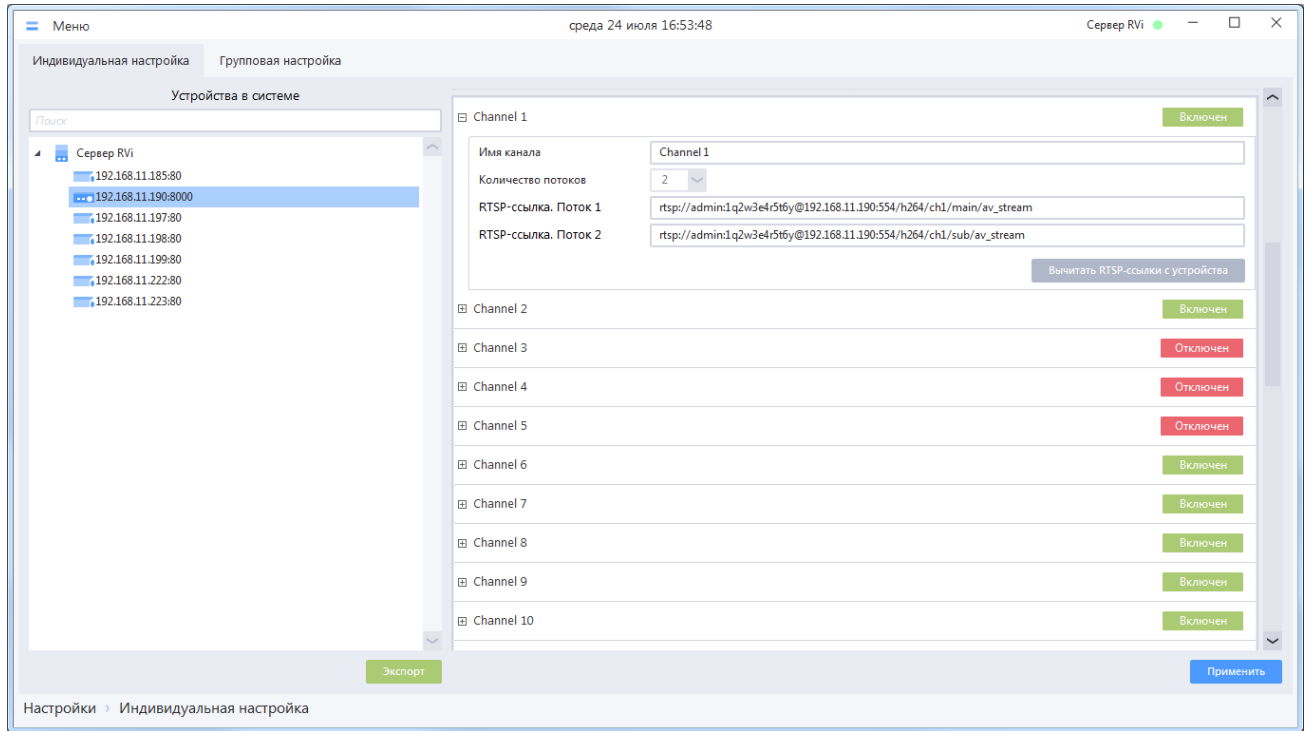 Меню
среда 24 июля 16:53:48
Сервер RVi
Индивидуальная настройка
Групповая настройка
Устройства в системе
Поиск
Сервер RVi
192.168.11.185:80
192.168.11.190:8000
192.168.11.197:80
192.168.11.198:80
192.168.11.199:80
192.168.11.222:80
192.168.11.223:80
Экспорт
Channel 1 Включен
Имя канала Channel 1
Количество потоков 2
RTSP-ссылка. Поток 1 rtsp://admin:1q2w3e4r5t6y@192.168.11.190:554/h264/ch1/main/av_stream
RTSP-ссылка. Поток 2 rtsp://admin:1q2w3e4r5t6y@192.168.11.190:554/h264/ch1/sub/av_stream
Вычитать RTSP-ссылки с устройства
Channel 2 Включен
Channel 3 Отключен
Channel 4 Отключен
Channel 5 Отключен
Channel 6 Включен
Channel 7 Включен
Channel 8 Включен
Channel 9 Включен
Channel 10 Включен
Применить
Настройки › Индивидуальная настройка